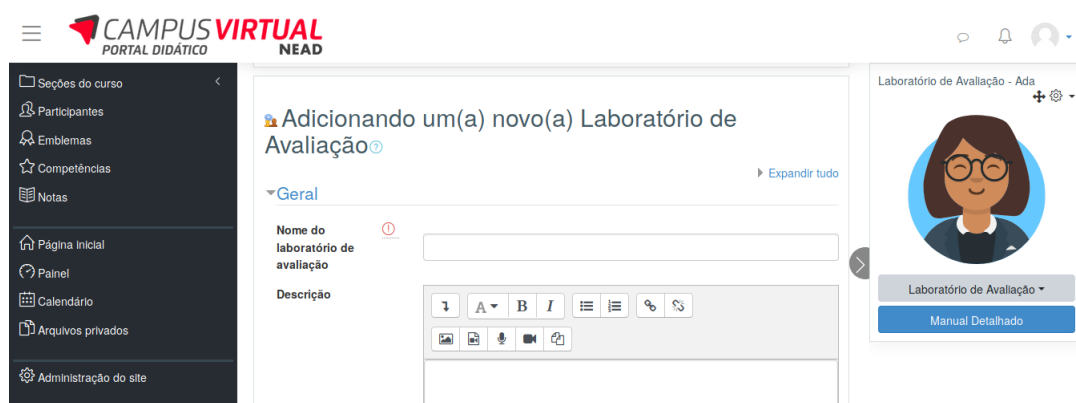 CAMPUS VIRTUAL
PORTAL DIDÁTICO NEAD
Seções do curso
Participantes
Emblemas
Competências
Notas
Página inicial
Painel
Calendário
Arquivos privados
Administração do site
Adicionando um(a) novo(a) Laboratório de
Avaliação
Expandir tudo
Geral
Nome do
laboratório de
avaliação
Descrição
A B I
Laboratório de Avaliação - Ada
Laboratório de Avaliação
Manual Detalhado